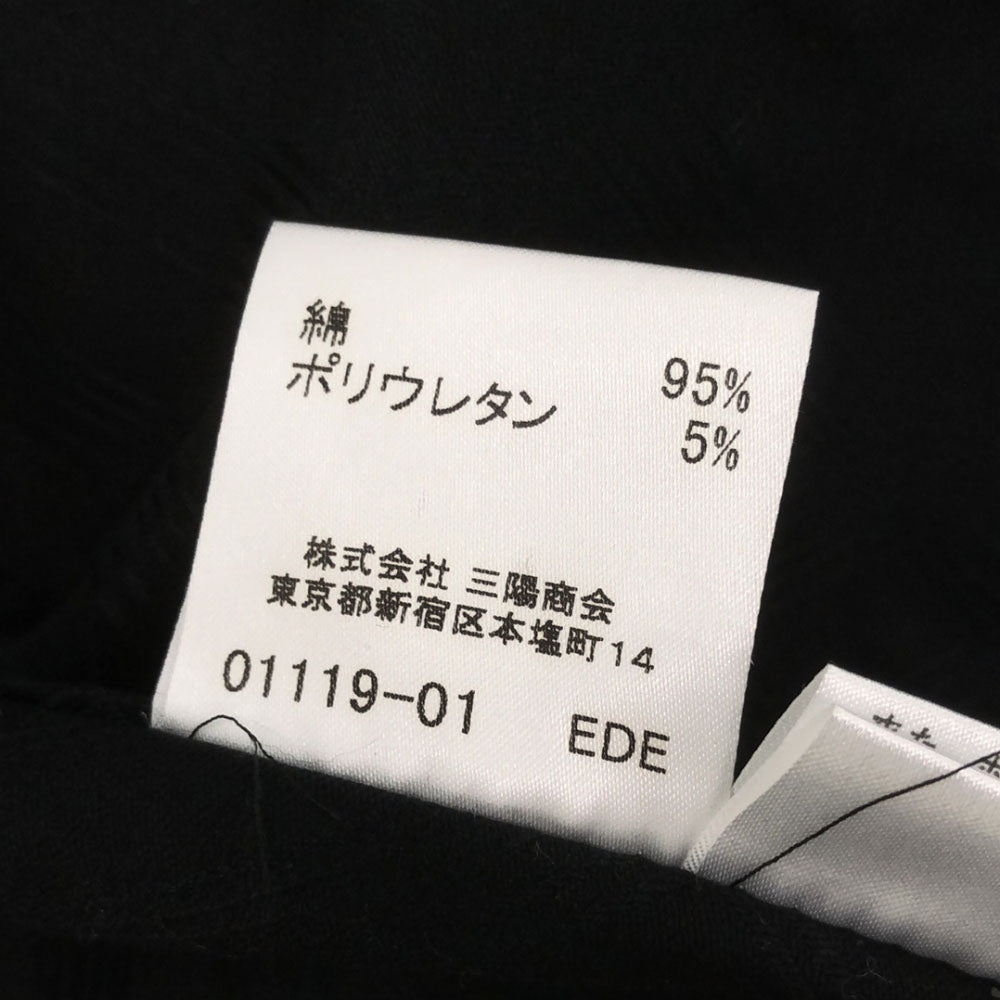 綿 95%
ポリウレタン 5%
株式会社 三陽商会
東京都新宿区本塩町14
01119-01 EDE